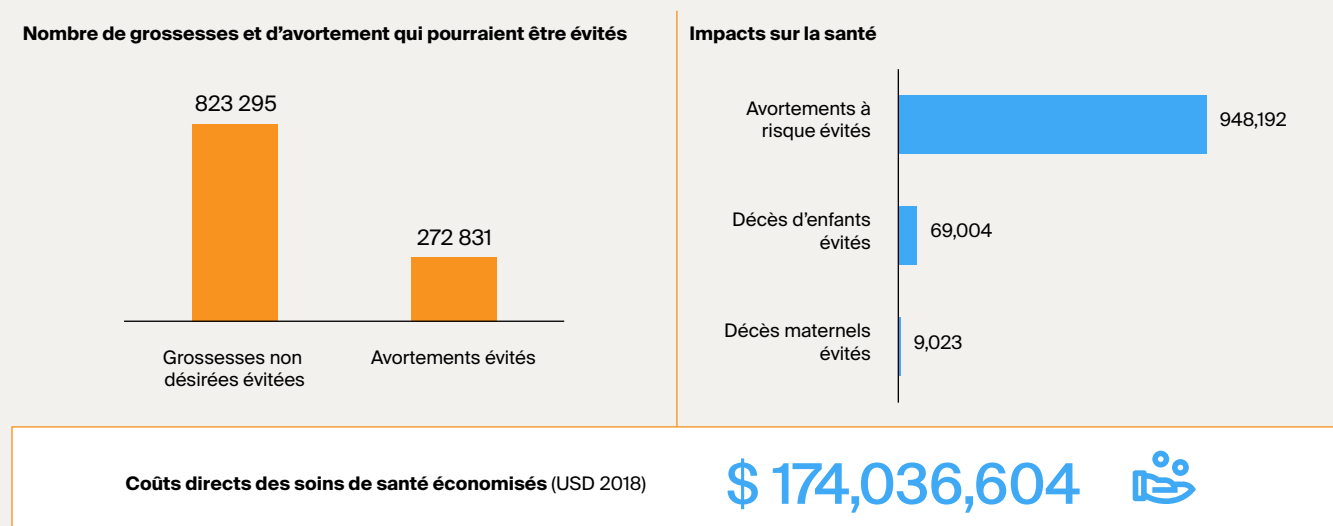 Nombre de grossesses et d’avortement qui pourraient être évités
823 295
272 831
Grossesses non
désirées évitées
Avortements évités
Impacts sur la santé
Avortements à
risque évités
948,192
Décès d’enfants
évités
69,004
Décès maternels
évités
9,023
Coûts directs des soins de santé économisés (USD 2018)
$ 174,036,604